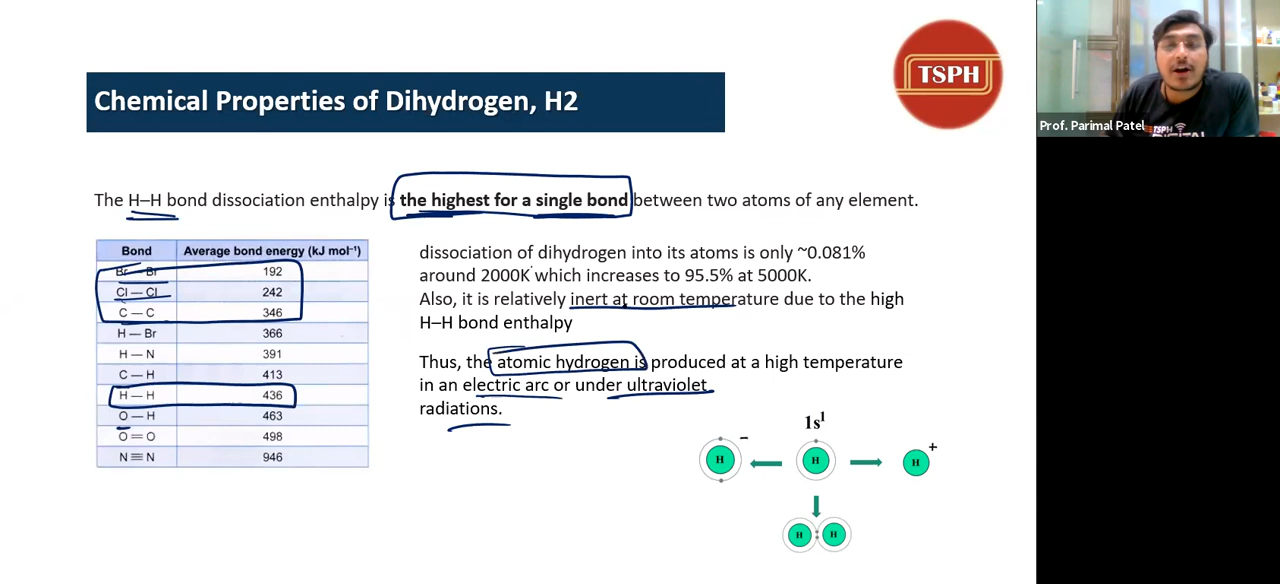 TSPH
Chemical Properties of Dihydrogen, H2
Prof. Parimal Patel
TSPH
DIGITAL
The H–H bond dissociation enthalpy is the highest for a single bond between two atoms of any element.
Bond Average bond energy (kJ mol⁻¹)
Br — Br 192
Cl — Cl 242
C — C 346
H — Br 366
H — N 391
C — H 413
H — H 436
O — H 463
O = O 498
N ≡ N 946
dissociation of dihydrogen into its atoms is only ~0.081%
around 2000K which increases to 95.5% at 5000K.
Also, it is relatively inert at room temperature due to the high
H–H bond enthalpy
Thus, the atomic hydrogen is produced at a high temperature
in an electric arc or under ultraviolet
radiations.
1s¹
H − H H +
H H